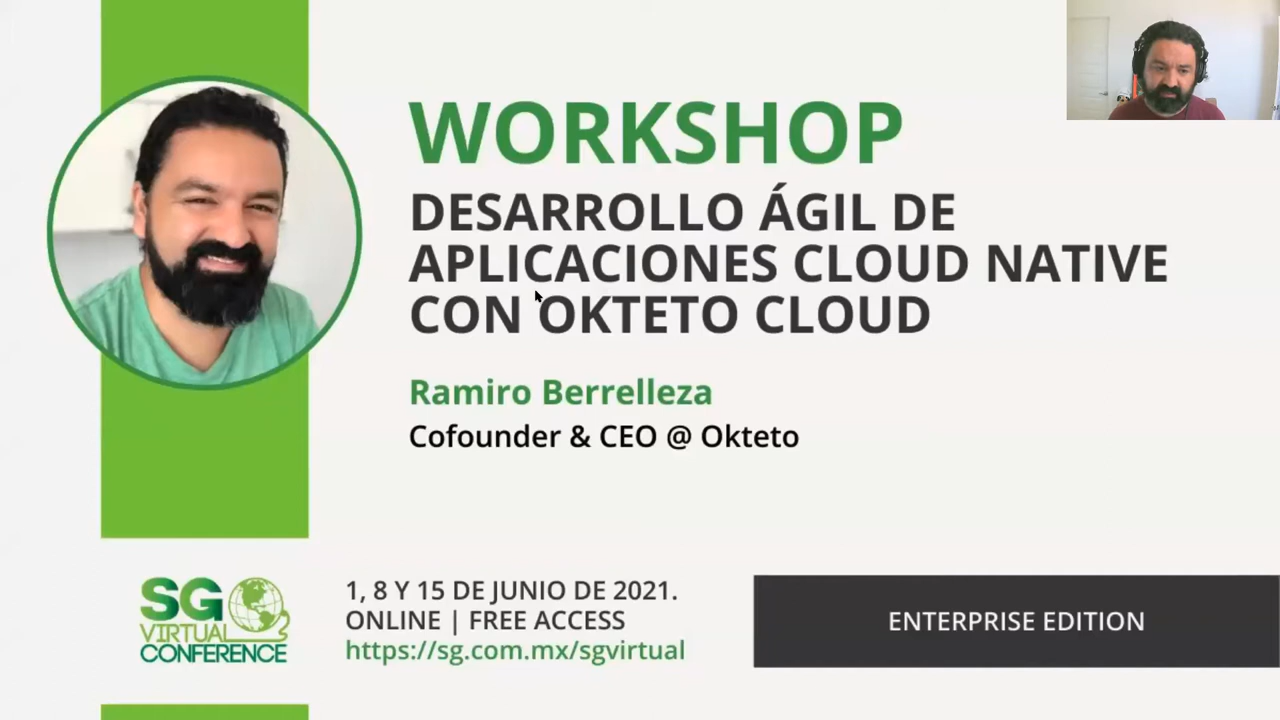 WORKSHOP
DESARROLLO ÁGIL DE
APLICACIONES CLOUD NATIVE
CON OKTETO CLOUD
Ramiro Berrelleza
Cofounder & CEO @ Okteto
SG
VIRTUAL
CONFERENCE
1, 8 Y 15 DE JUNIO DE 2021.
ONLINE | FREE ACCESS
https://sg.com.mx/sgvirtual
ENTERPRISE EDITION